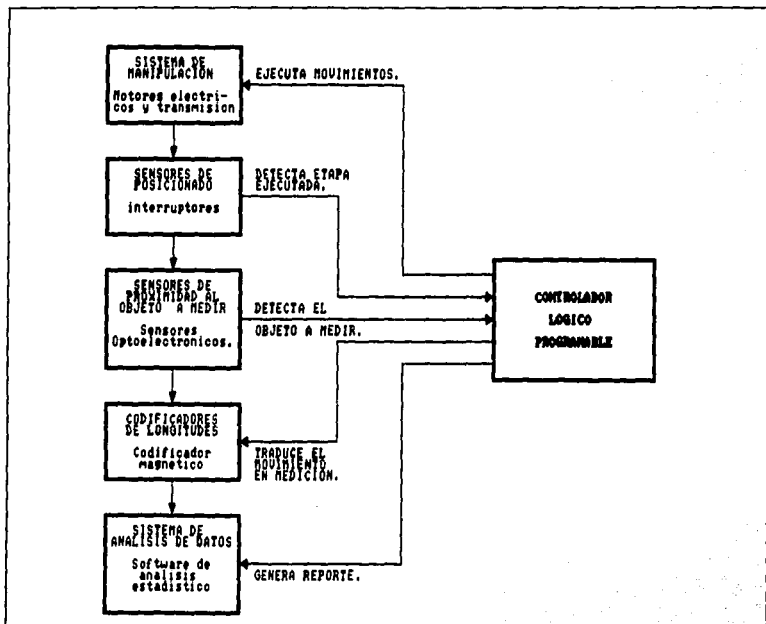 SISTEMA DE
MANIPULACIÓN
Motores electri-
cos y transmision
EJECUTA MOVIMIENTOS.
SENSORES DE
POSICIONADO
interruptores
DETECTA ETAPA
EJECUTADA.
SENSORES DE
PROXIMIDAD AL
OBJETO A MEDIR
Sensores
Optoelectronicos.
DETECTA EL
OBJETO A MEDIR.
CONTROLADOR
LOGICO
PROGRAMABLE
CODIFICADORES
DE LONGITUDES
Codificador
magnetico
TRADUCE EL
MOVIMIENTO
EN MEDICION.
SISTEMA DE
ANALISIS DE DATOS
Software de
analisis
estadistico
GENERA REPORTE.